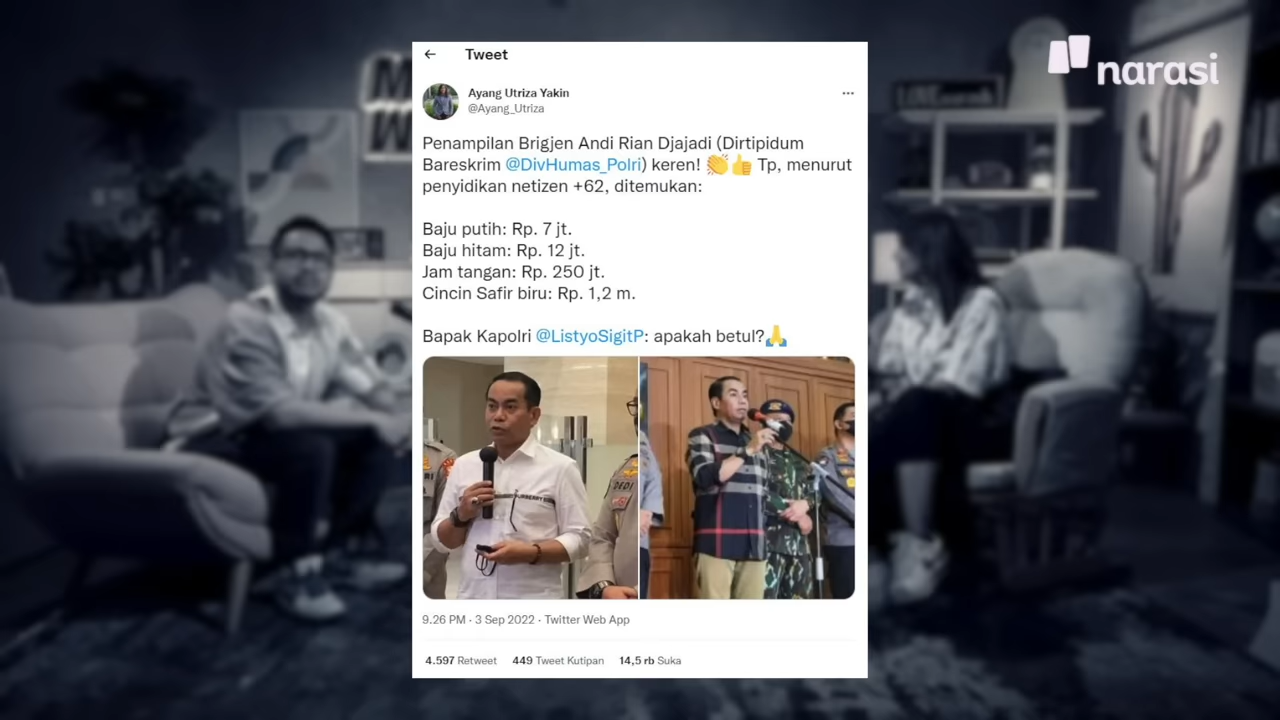 narasi
← Tweet
Ayang Utriza Yakin
@Ayang_Utriza
Penampilan Brigjen Andi Rian Djajadi (Dirtipidum
Bareskrim @DivHumas_Polri) keren! 👏👍 Tp, menurut
penyidikan netizen +62, ditemukan:
Baju putih: Rp. 7 jt.
Baju hitam: Rp. 12 jt.
Jam tangan: Rp. 250 jt.
Cincin Safir biru: Rp. 1,2 m.
Bapak Kapolri @ListyoSigitP: apakah betul?🙏
DEDI
9.26 PM · 3 Sep 2022 · Twitter Web App
4.597 Retweet 449 Tweet Kutipan 14,5 rb Suka